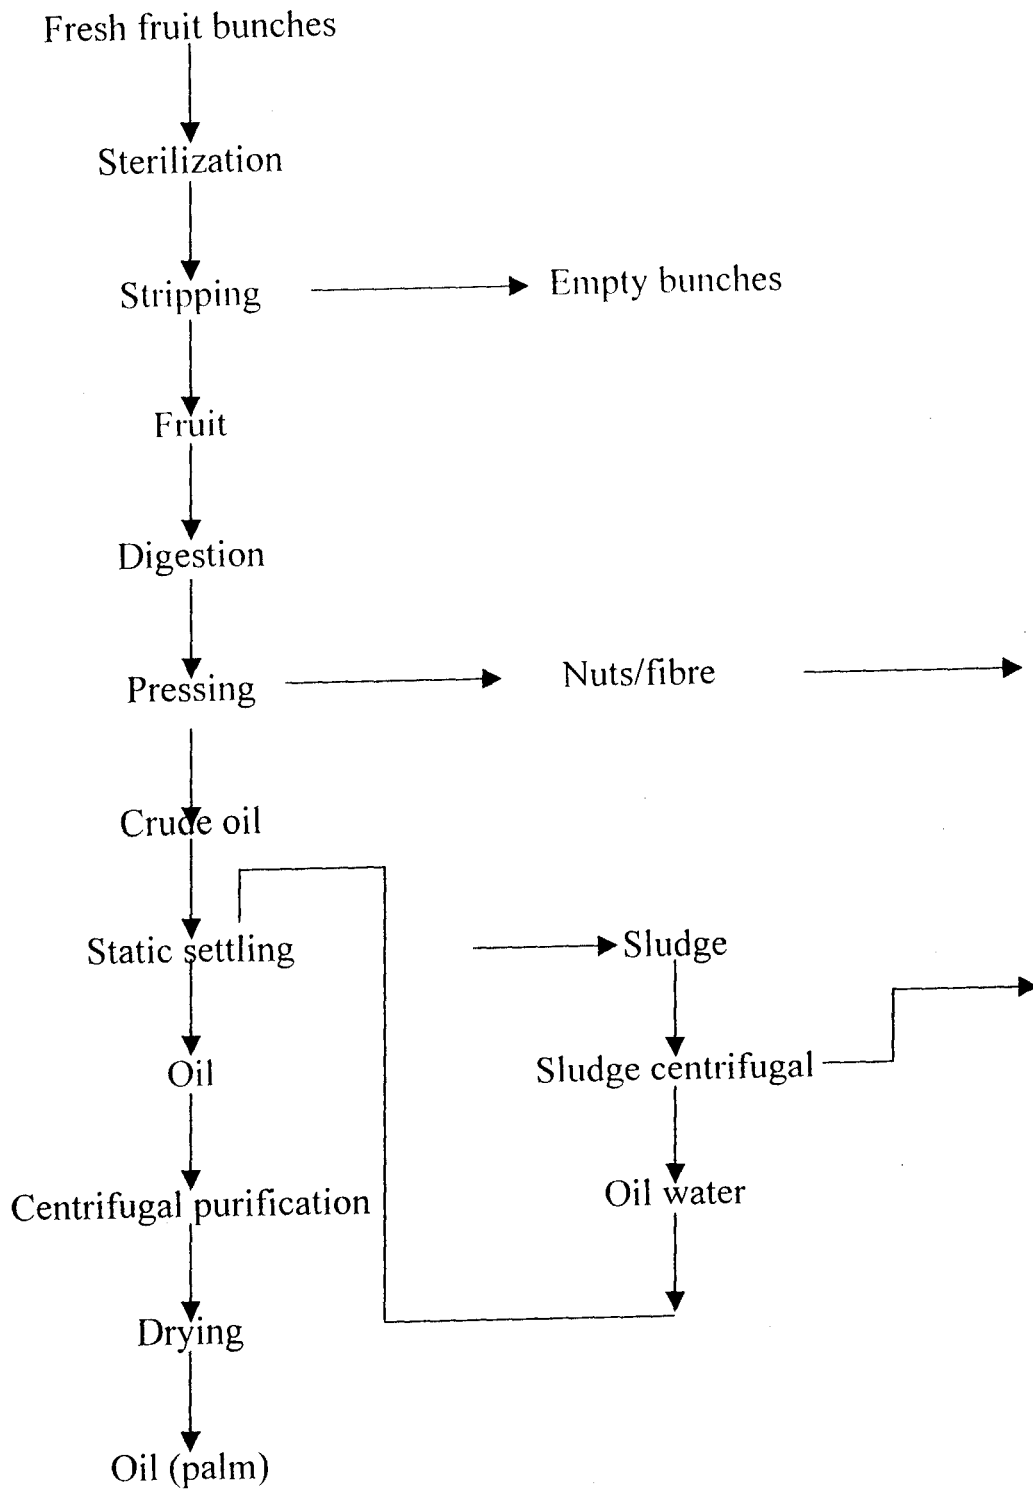 Fresh fruit bunches
Sterilization
Stripping
Empty bunches
Fruit
Digestion
Pressing
Nuts/fibre
Crude oil
Static settling
Sludge
Oil
Sludge centrifugal
Centrifugal purification
Oil water
Drying
Oil (palm)